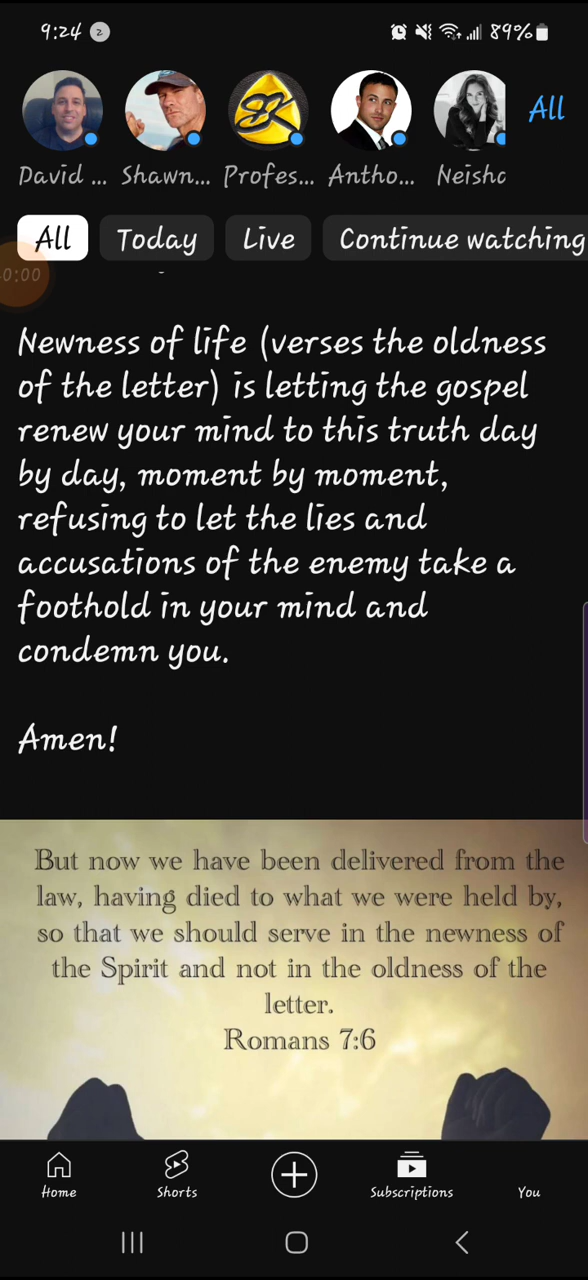 9:24 2 89%
David ... Shawn... Profes... Antho... Neisha
SK
All
All Today Live Continue watching
0:00
Newness of life (verses the oldness
of the letter) is letting the gospel
renew your mind to this truth day
by day, moment by moment,
refusing to let the lies and
accusations of the enemy take a
foothold in your mind and
condemn you.
Amen!
But now we have been delivered from the
law, having died to what we were held by,
so that we should serve in the newness of
the Spirit and not in the oldness of the
letter.
Romans 7:6
Home Shorts Subscriptions You